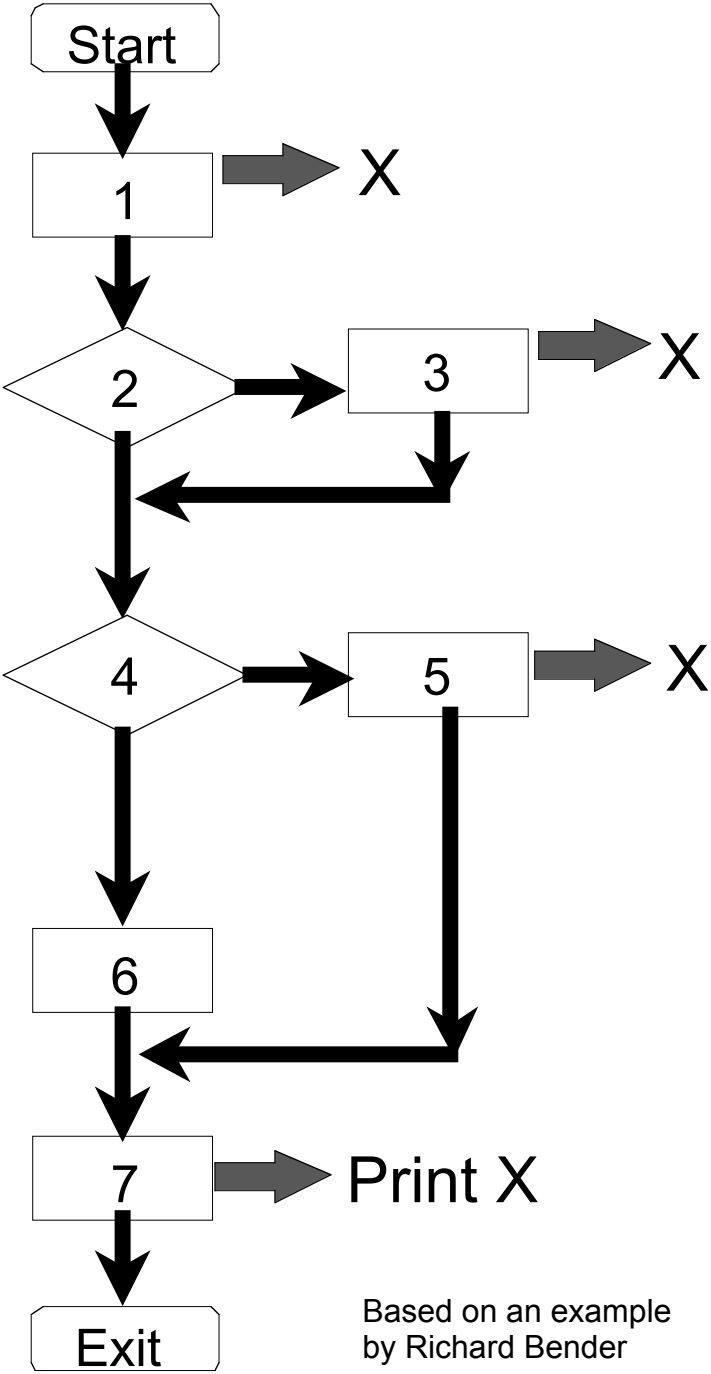 Start
1
X
2
3
X
4
5
X
6
7
Print X
Exit
Based on an example
by Richard Bender